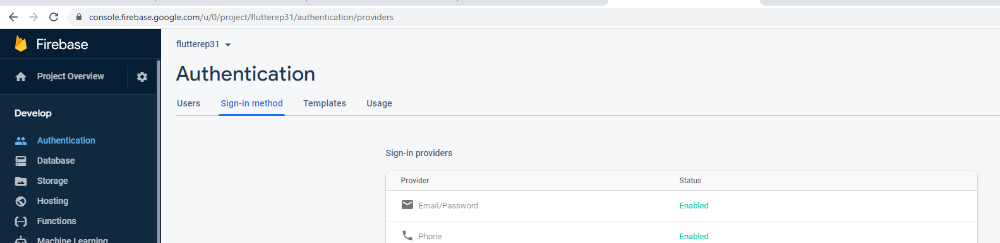 console.firebase.google.com/u/0/project/flutterep31/authentication/providers
Firebase
flutterep31
Project Overview
Authentication
Users Sign-in method Templates Usage
Develop
Authentication
Database
Storage
Hosting
Functions
Machine Learning
Sign-in providers
Provider Status
Email/Password Enabled
Phone Enabled